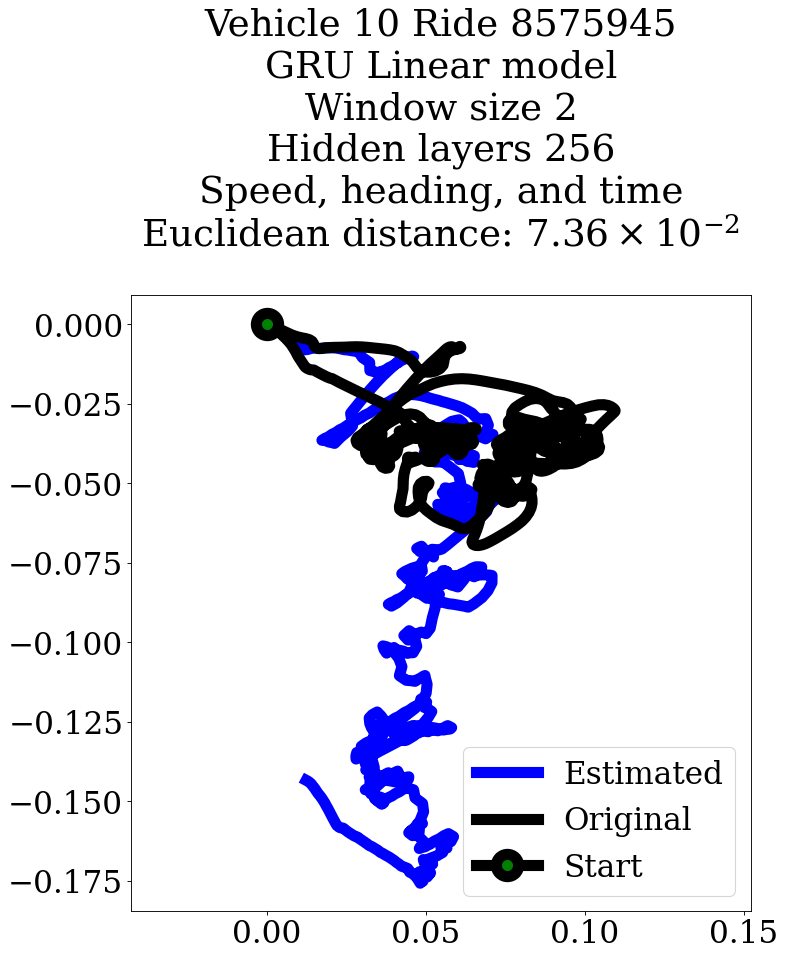 Vehicle 10 Ride 8575945
GRU Linear model
Window size 2
Hidden layers 256
Speed, heading, and time
Euclidean distance: 7.36 × 10⁻²
0.000
−0.025
−0.050
−0.075
−0.100
−0.125
−0.150
−0.175
Estimated
Original
Start
0.00 0.05 0.10 0.15